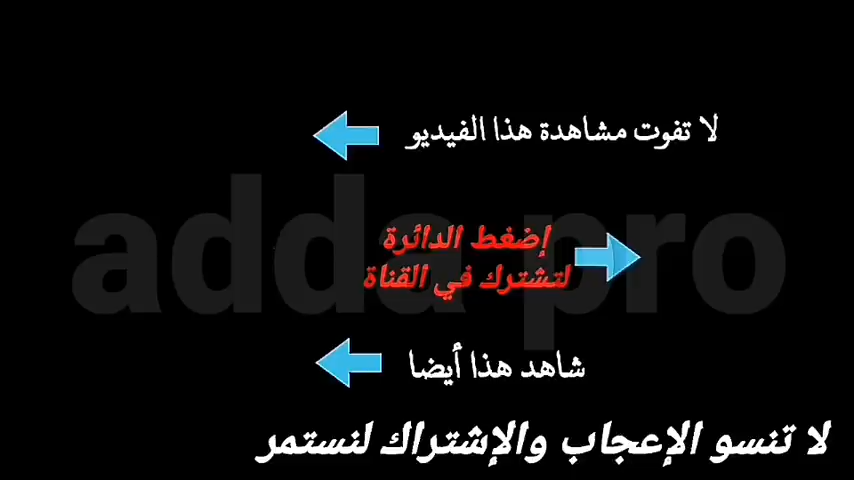 لا تفوت مشاهدة هذا الفيديو
adda pro
إضغط الدائرة
لتشترك في القناة
شاهد هذا أيضا
لا تنسو الإعجاب والإشتراك لنستمر